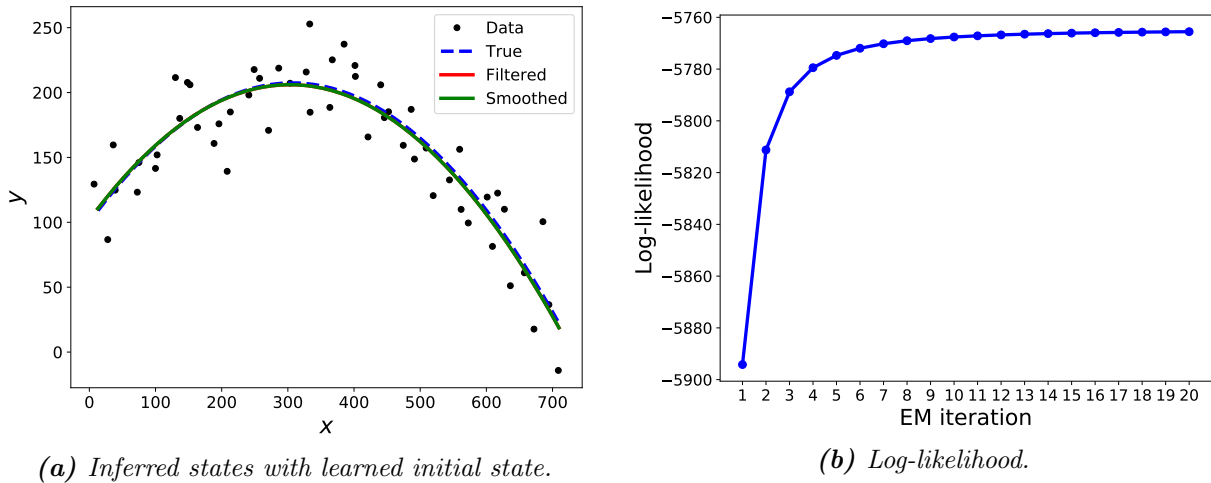 250
200
150
100
50
0
y
0 100 200 300 400 500 600 700
x
Data
True
Filtered
Smoothed
(a) Inferred states with learned initial state.
−5760
−5780
−5800
−5820
−5840
−5860
−5880
−5900
Log-likelihood
1 2 3 4 5 6 7 8 9 10 11 12 13 14 15 16 17 18 19 20
EM iteration
(b) Log-likelihood.